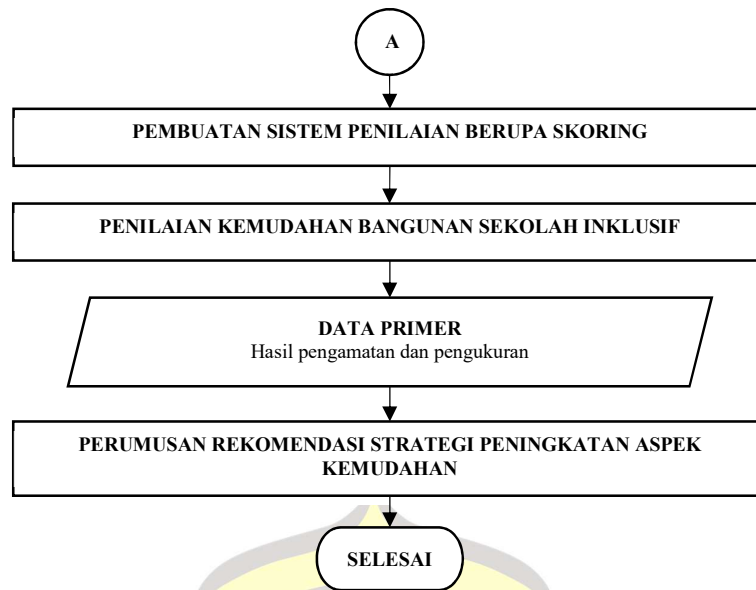 A
PEMBUATAN SISTEM PENILAIAN BERUPA SKORING
PENILAIAN KEMUDAHAN BANGUNAN SEKOLAH INKLUSIF
DATA PRIMER
Hasil pengamatan dan pengukuran
PERUMUSAN REKOMENDASI STRATEGI PENINGKATAN ASPEK
KEMUDAHAN
SELESAI